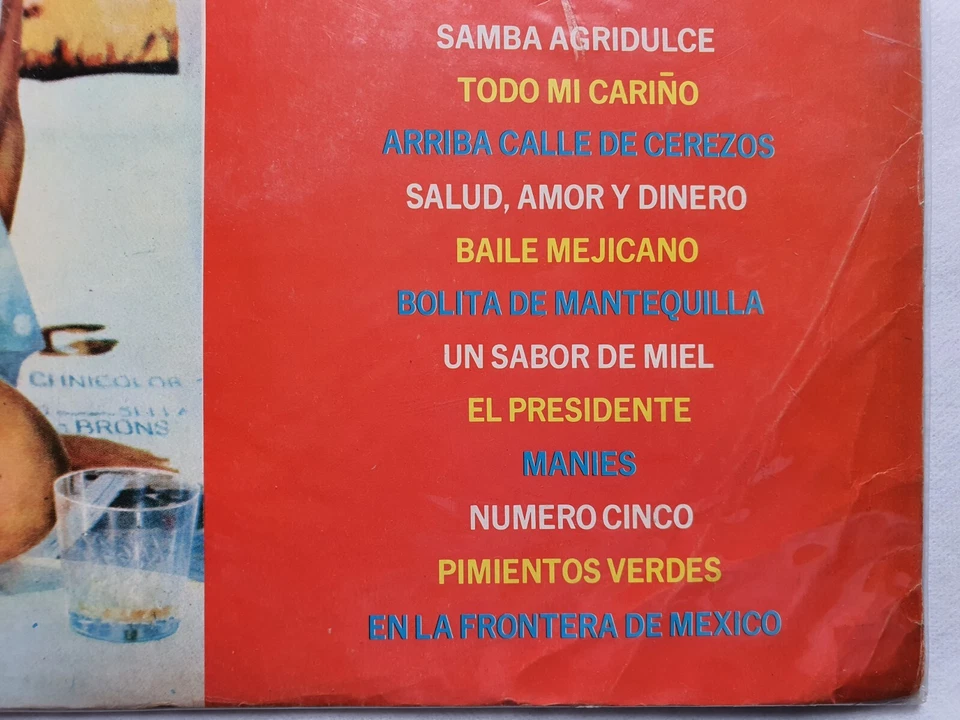 SAMBA AGRIDULCE
TODO MI CARIÑO
ARRIBA CALLE DE CEREZOS
SALUD, AMOR Y DINERO
BAILE MEJICANO
BOLITA DE MANTEQUILLA
UN SABOR DE MIEL
EL PRESIDENTE
MANIES
NUMERO CINCO
PIMIENTOS VERDES
EN LA FRONTERA DE MEXICO
BRONS